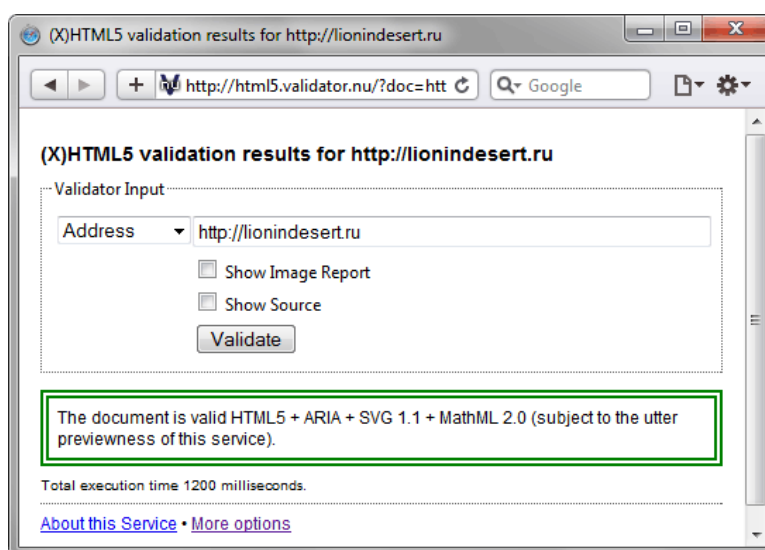 (X)HTML5 validation results for http://lionindesert.ru
http://html5.validator.nu/?doc=htt
Google
(X)HTML5 validation results for http://lionindesert.ru
Validator Input
Address
http://lionindesert.ru
Show Image Report
Show Source
Validate
The document is valid HTML5 + ARIA + SVG 1.1 + MathML 2.0 (subject to the utter
previewness of this service).
Total execution time 1200 milliseconds.
About this Service • More options